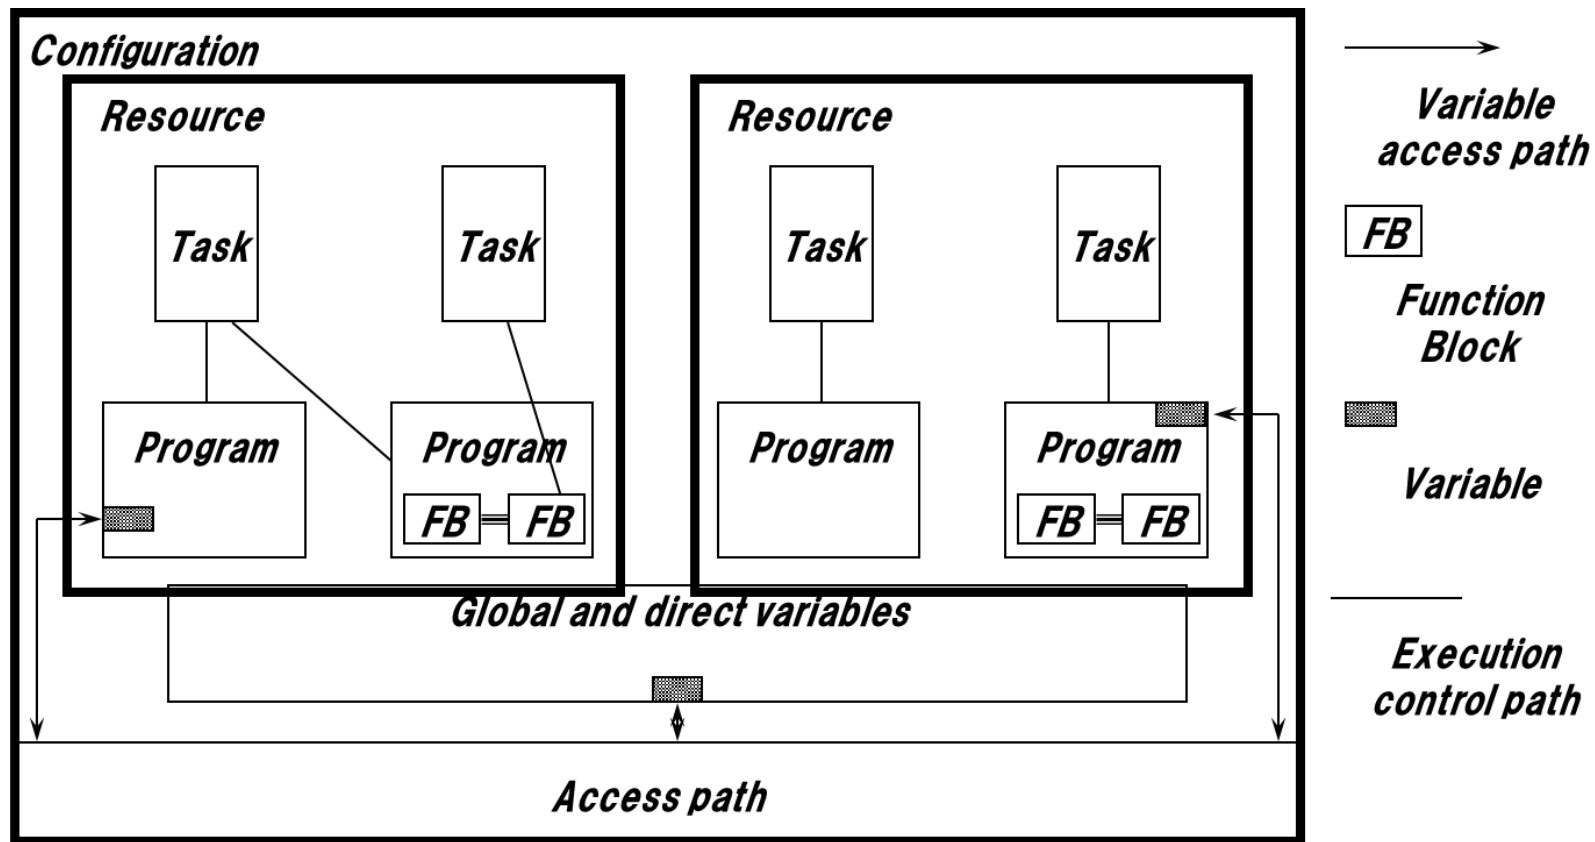 Configuration
Resource
Resource
Task
Task
Task
Task
Program
Program
Program
Program
FB
FB
FB
FB
Global and direct variables
Access path
Variable
access path
FB
Function
Block
Variable
Execution
control path